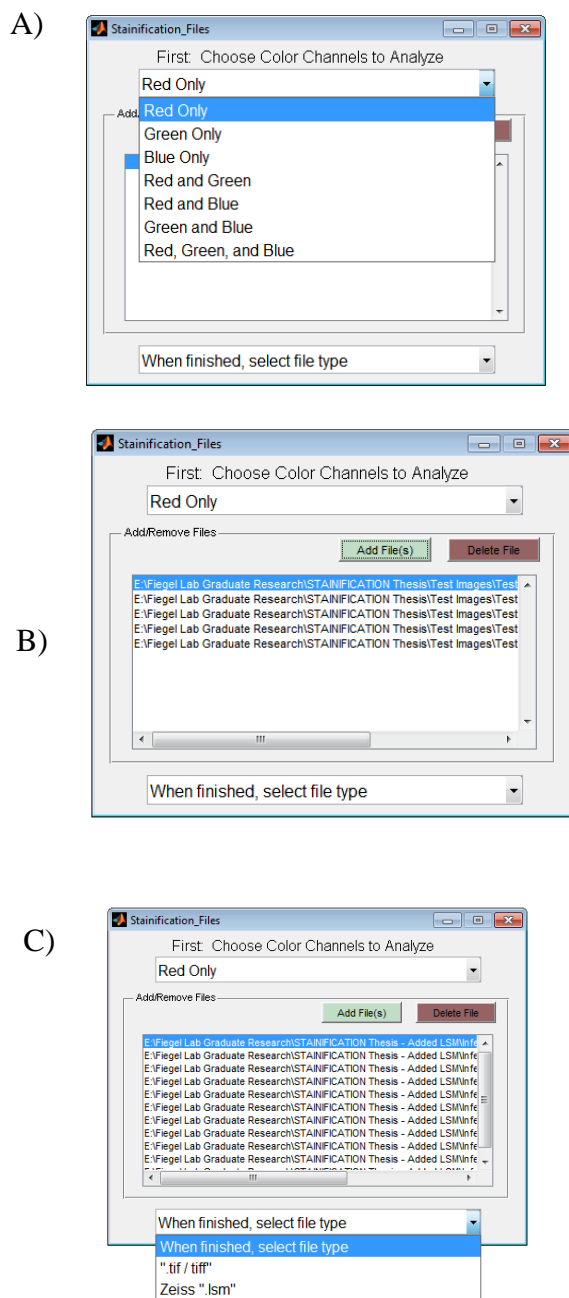 A)
Stainification_Files
First: Choose Color Channels to Analyze
Red Only
Add
Red Only
Green Only
Blue Only
Red and Green
Red and Blue
Green and Blue
Red, Green, and Blue
When finished, select file type
B)
Stainification_Files
First: Choose Color Channels to Analyze
Red Only
Add/Remove Files
Add File(s) Delete File
E:\Fiegel Lab Graduate Research\STAINIFICATION Thesis\Test Images\Test
E:\Fiegel Lab Graduate Research\STAINIFICATION Thesis\Test Images\Test
E:\Fiegel Lab Graduate Research\STAINIFICATION Thesis\Test Images\Test
E:\Fiegel Lab Graduate Research\STAINIFICATION Thesis\Test Images\Test
E:\Fiegel Lab Graduate Research\STAINIFICATION Thesis\Test Images\Test
When finished, select file type
C)
Stainification_Files
First: Choose Color Channels to Analyze
Red Only
Add/Remove Files
Add File(s) Delete File
E:\Fiegel Lab Graduate Research\STAINIFICATION Thesis - Added LSM\Infe
E:\Fiegel Lab Graduate Research\STAINIFICATION Thesis - Added LSM\Infe
E:\Fiegel Lab Graduate Research\STAINIFICATION Thesis - Added LSM\Infe
E:\Fiegel Lab Graduate Research\STAINIFICATION Thesis - Added LSM\Infe
E:\Fiegel Lab Graduate Research\STAINIFICATION Thesis - Added LSM\Infe
E:\Fiegel Lab Graduate Research\STAINIFICATION Thesis - Added LSM\Infe
E:\Fiegel Lab Graduate Research\STAINIFICATION Thesis - Added LSM\Infe
E:\Fiegel Lab Graduate Research\STAINIFICATION Thesis - Added LSM\Infe
E:\Fiegel Lab Graduate Research\STAINIFICATION Thesis - Added LSM\Infe
E:\Fiegel Lab Graduate Research\STAINIFICATION Thesis - Added LSM\Infe
When finished, select file type
When finished, select file type
".tif / tiff"
Zeiss ".lsm"